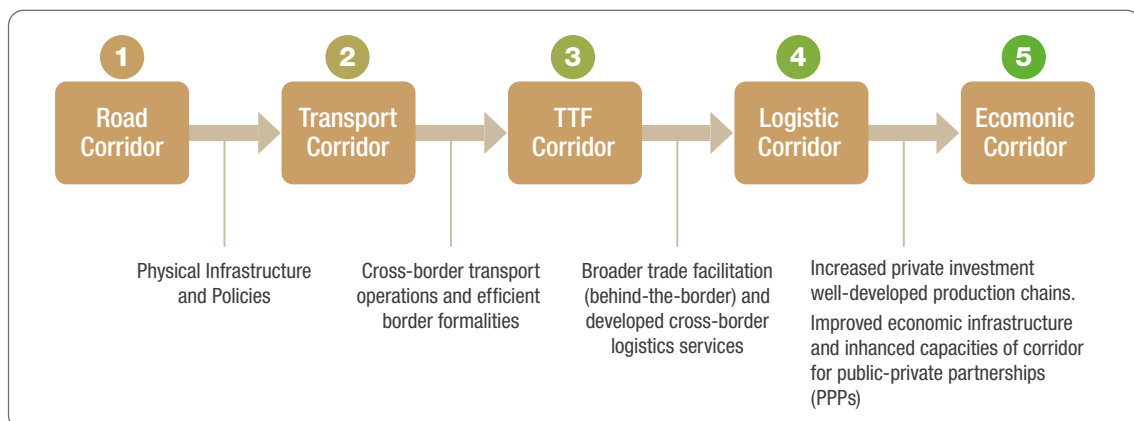 1
Road
Corridor
2
Transport
Corridor
3
TTF
Corridor
4
Logistic
Corridor
5
Ecomonic
Corridor
Physical Infrastructure
and Policies
Cross-border transport
operations and efficient
border formalities
Broader trade facilitation
(behind-the-border) and
developed cross-border
logistics services
Increased private investment
well-developed production chains.
Improved economic infrastructure
and inhanced capacities of corridor
for public-private partnerships
(PPPs)